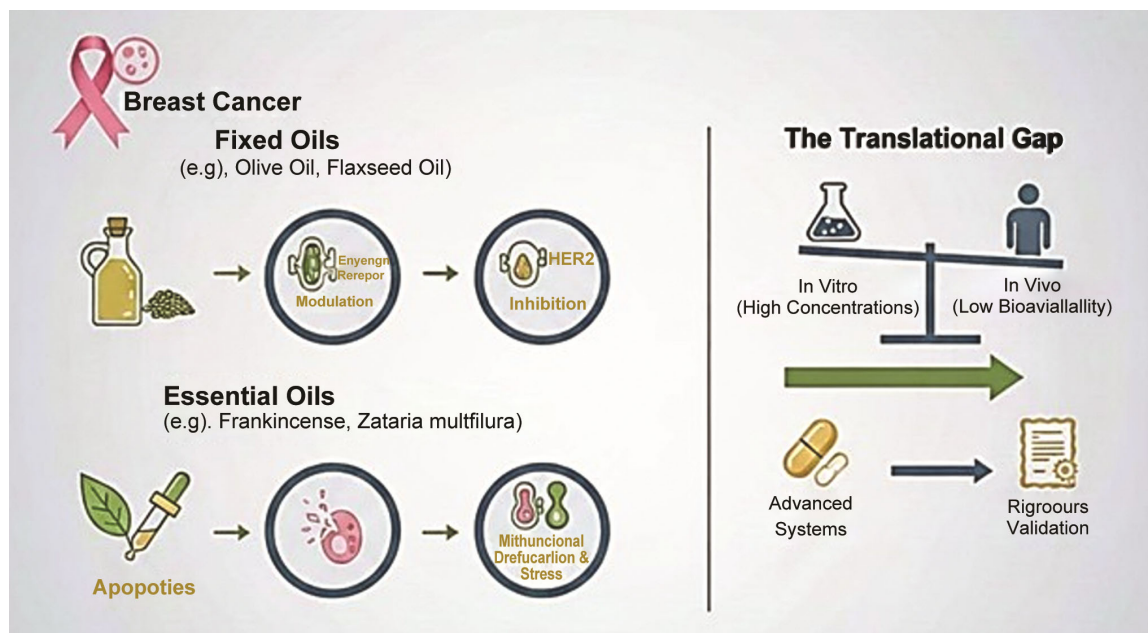 Breast Cancer
Fixed Oils
(e.g), Olive Oil, Flaxseed Oil)
Enyengn
Rerepor
Modulation
HER2
Inhibition
Essential Oils
(e.g). Frankincense, Zataria multfilura)
Apopoties
Mithuncional
Drefucarlion &
Stress
The Translational Gap
In Vitro
(High Concentrations)
In Vivo
(Low Bioaviallallity)
Advanced
Systems
Rigroours
Validation